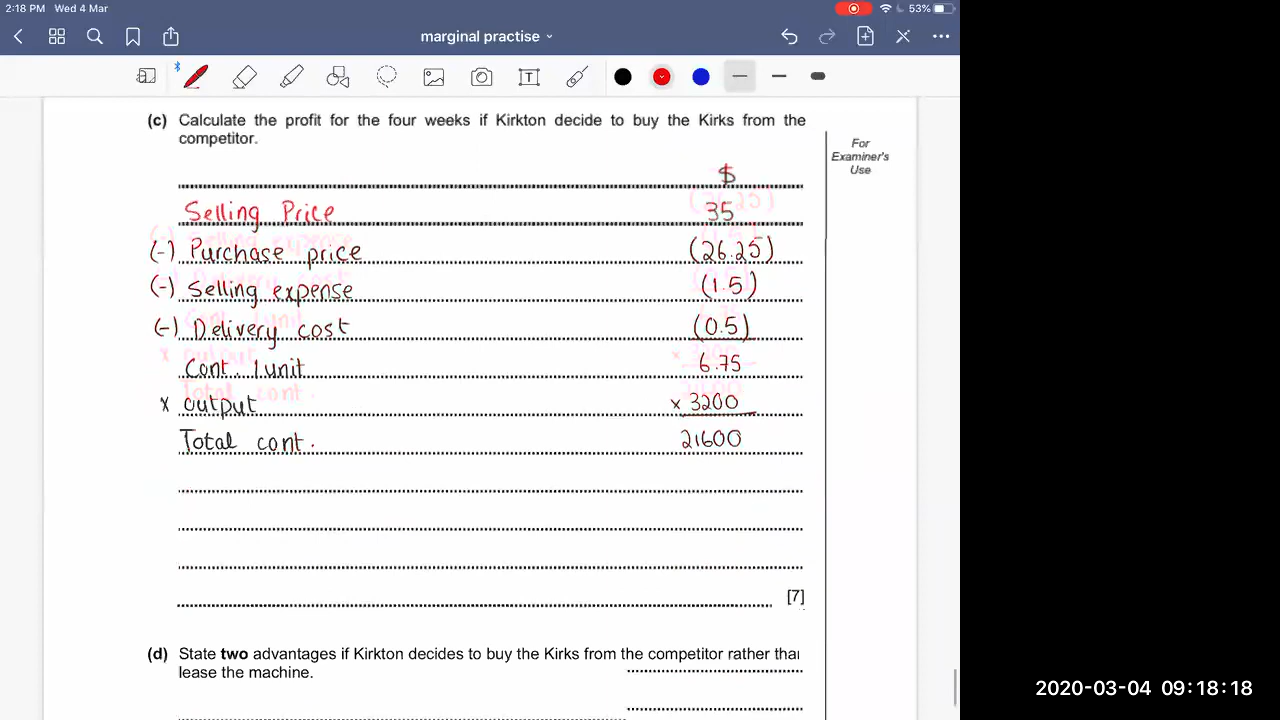 2:18 PM Wed 4 Mar
53%
marginal practise
(c) Calculate the profit for the four weeks if Kirkton decide to buy the Kirks from the
competitor.
For
Examiner's
Use
$
Selling Price 35
(-) Purchase price (26.25)
(-) Selling expense (1.5)
(-) Delivery cost (0.5)
Cont. 1unit 6.75
x output x 3200
Total cont. 21600
[7]
(d) State two advantages if Kirkton decides to buy the Kirks from the competitor rather than
lease the machine.
2020-03-04 09:18:18